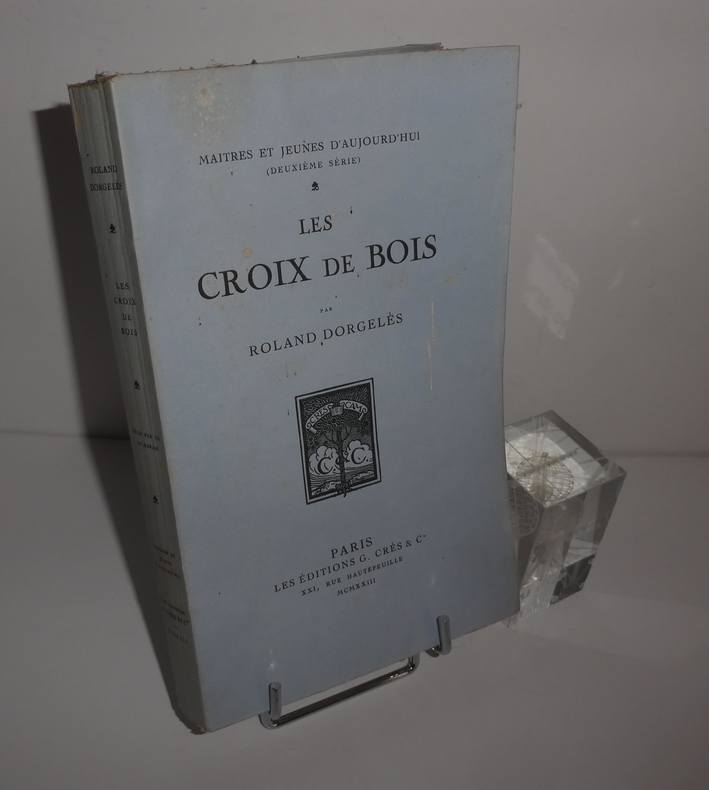 MAITRES ET JEUNES D'AUJOURD'HUI
(DEUXIÈME SÉRIE)
LES
CROIX DE BOIS
PAR
ROLAND DORGELÈS
CRESCAM
C & C.
PARIS
LES ÉDITIONS G. CRÈS & Cie
XXI, RUE HAUTEFEUILLE
MCMXXIII
ROLAND
DORGELÈS
LES
CROIX
DE
BOIS